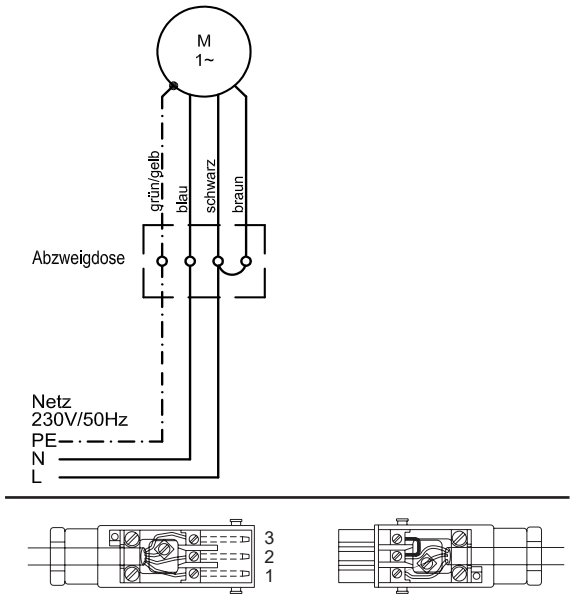 M
1~
grün/gelb
blau
schwarz
braun
Abzweigdose
Netz
230V/50Hz
PE
N
L
3
2
1